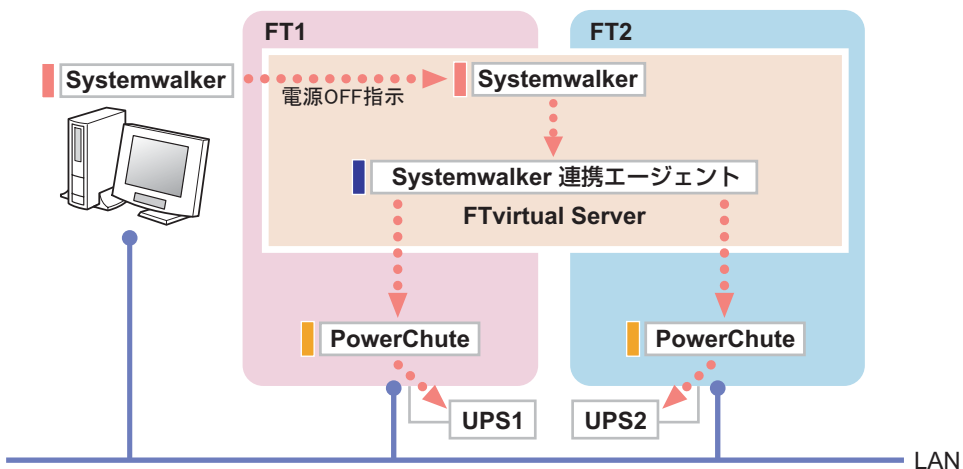 FT1
FT2
Systemwalker
電源OFF指示
Systemwalker
Systemwalker 連携エージェント
FTvirtual Server
PowerChute
PowerChute
UPS1
UPS2
LAN